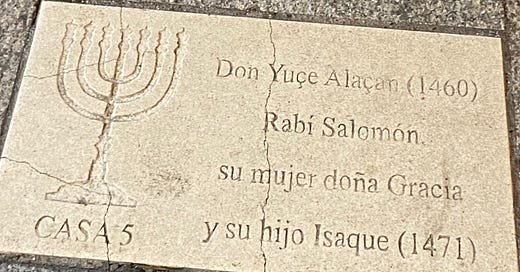 Don Yuçe Alaçan (1460)
Rabí Salomón,
su mujer doña Gracia
y su hijo Isaque (1471)
CASA 5